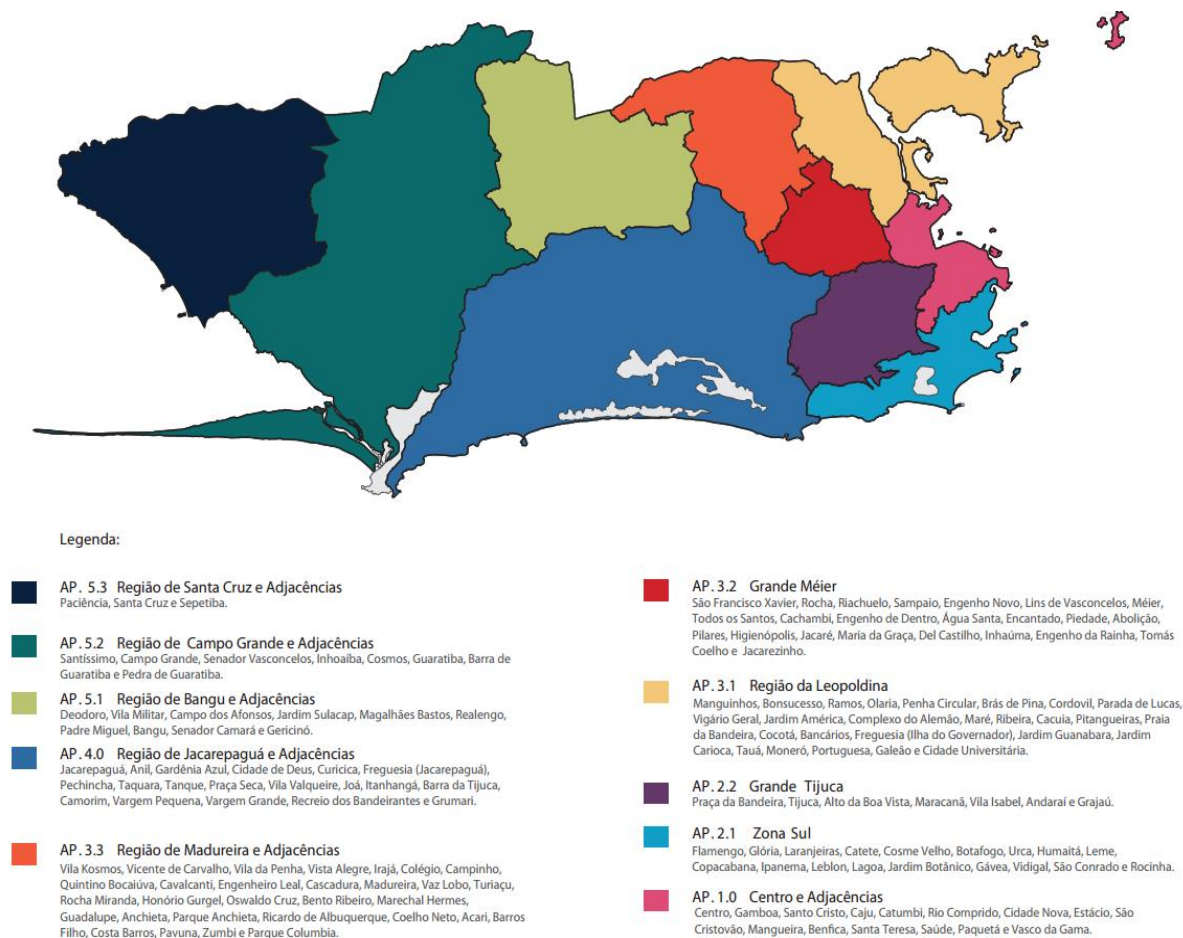 Legenda:
AP. 5.3 Região de Santa Cruz e Adjacências
Paciência, Santa Cruz e Sepetiba.
AP. 5.2 Região de Campo Grande e Adjacências
Santíssimo, Campo Grande, Senador Vasconcelos, Inhoaíba, Cosmos, Guaratiba, Barra de
Guaratiba e Pedra de Guaratiba.
AP. 5.1 Região de Bangu e Adjacências
Deodoro, Vila Militar, Campo dos Afonsos, Jardim Sulacap, Magalhães Bastos, Realengo,
Padre Miguel, Bangu, Senador Camará e Gericinó.
AP. 4.0 Região de Jacarepaguá e Adjacências
Jacarepaguá, Anil, Gardênia Azul, Cidade de Deus, Curicica, Freguesia (Jacarepaguá),
Pechincha, Taquara, Tanque, Praça Seca, Vila Valqueire, Joá, Itanhangá, Barra da Tijuca,
Camorim, Vargem Pequena, Vargem Grande, Recreio dos Bandeirantes e Grumari.
AP. 3.3 Região de Madureira e Adjacências
Vila Kosmos, Vicente de Carvalho, Vila da Penha, Vista Alegre, Irajá, Colégio, Campinho,
Quintino Bocaiúva, Cavalcanti, Engenheiro Leal, Cascadura, Madureira, Vaz Lobo, Turiaçu,
Rocha Miranda, Honório Gurgel, Oswaldo Cruz, Bento Ribeiro, Marechal Hermes,
Guadalupe, Anchieta, Parque Anchieta, Ricardo de Albuquerque, Coelho Neto, Acari, Barros
Filho, Costa Barros, Pavuna, Zumbi e Parque Columbia.
AP. 3.2 Grande Méier
São Francisco Xavier, Rocha, Riachuelo, Sampaio, Engenho Novo, Lins de Vasconcelos, Méier,
Todos os Santos, Cachambi, Engenho de Dentro, Água Santa, Encantado, Piedade, Abolição,
Pilares, Higienópolis, Jacaré, Maria da Graça, Del Castilho, Inhaúma, Engenho da Rainha, Tomás
Coelho e Jacarezinho.
AP. 3.1 Região da Leopoldina
Manguinhos, Bonsucesso, Ramos, Olaria, Penha Circular, Brás de Pina, Cordovil, Parada de Lucas,
Vigário Geral, Jardim América, Complexo do Alemão, Maré, Ribeira, Cacuia, Pitangueiras, Praia
da Bandeira, Cocotá, Bancários, Freguesia (Ilha do Governador), Jardim Guanabara, Jardim
Carioca, Tauá, Moneró, Portuguesa, Galeão e Cidade Universitária.
AP. 2.2 Grande Tijuca
Praça da Bandeira, Tijuca, Alto da Boa Vista, Maracanã, Vila Isabel, Andaraí e Grajaú.
AP. 2.1 Zona Sul
Flamengo, Glória, Laranjeiras, Catete, Cosme Velho, Botafogo, Urca, Humaitá, Leme,
Copacabana, Ipanema, Leblon, Lagoa, Jardim Botânico, Gávea, Vidigal, São Conrado e Rocinha.
AP. 1.0 Centro e Adjacências
Centro, Gamboa, Santo Cristo, Caju, Catumbi, Rio Comprido, Cidade Nova, Estácio, São
Cristovão, Mangueira, Benfica, Santa Teresa, Saúde, Paquetá e Vasco da Gama.